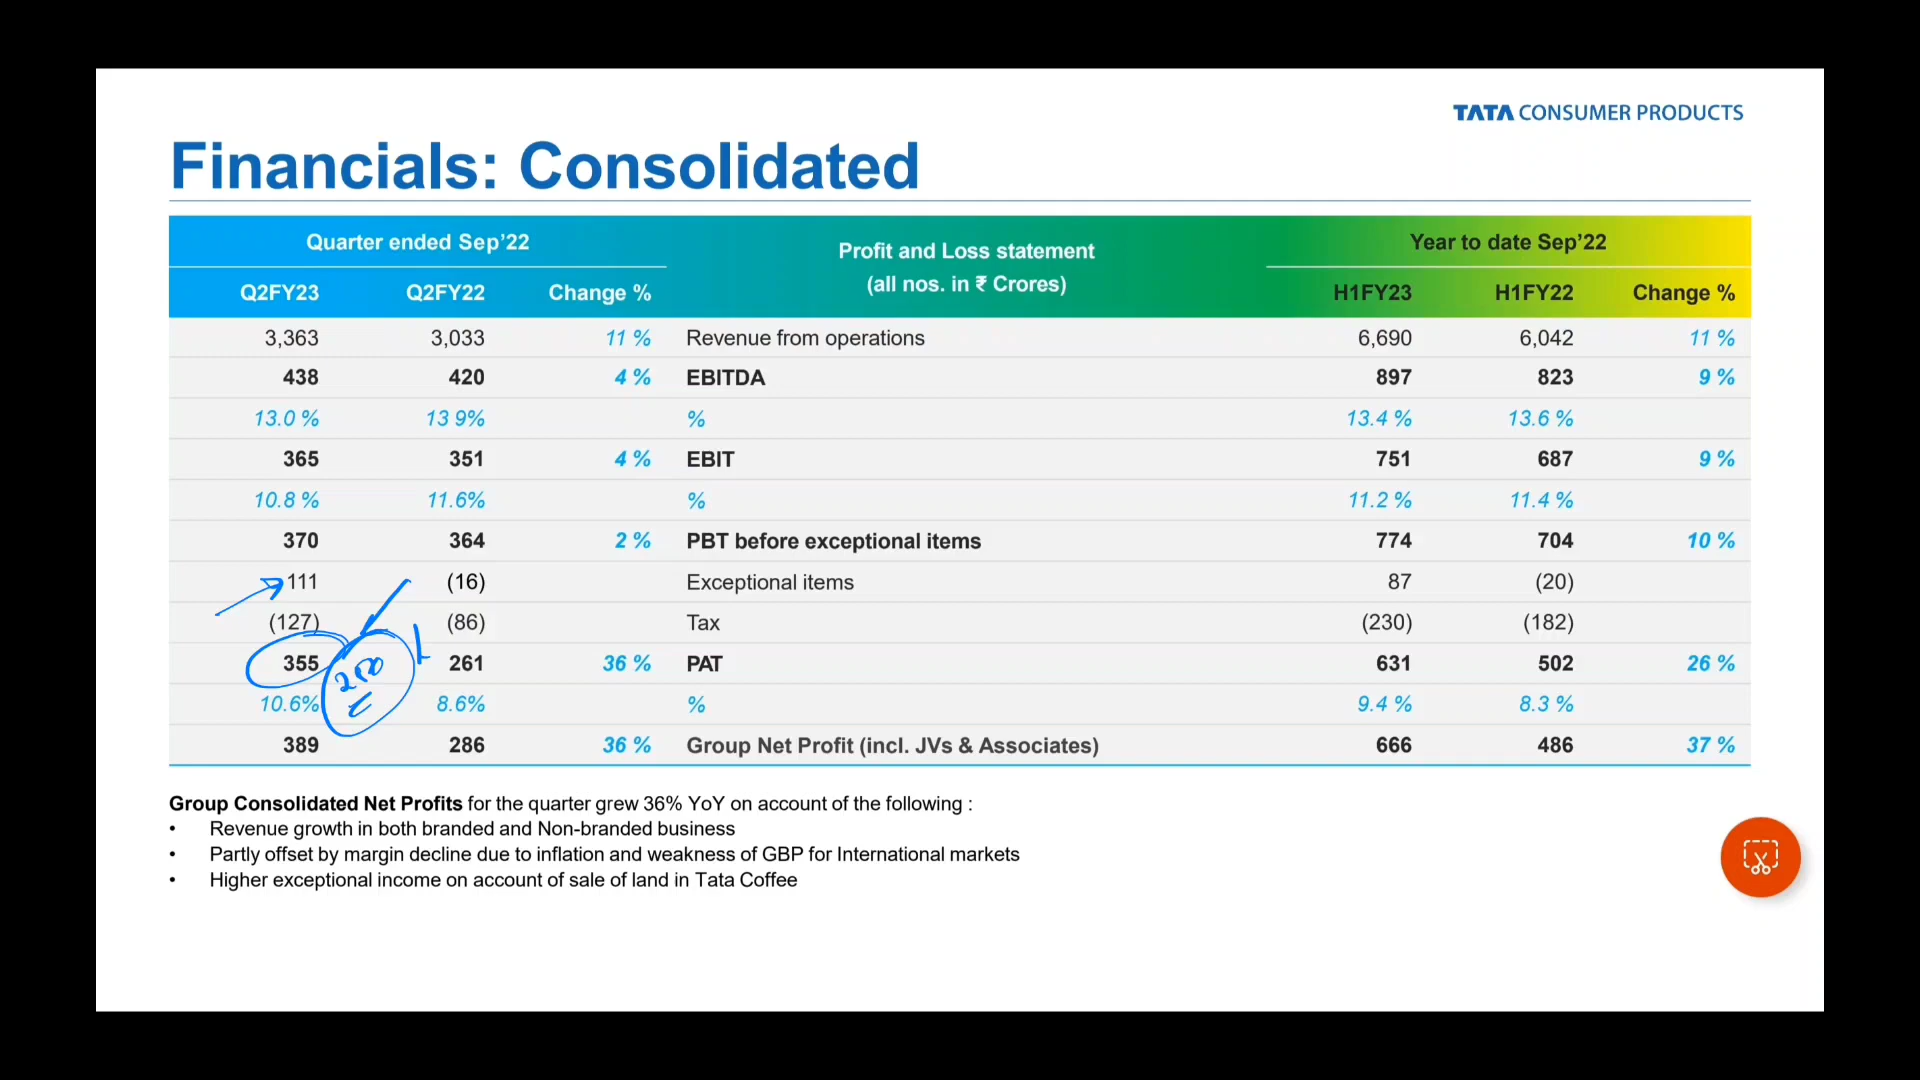 TATA CONSUMER PRODUCTS
Financials: Consolidated
Quarter ended Sep’22 Profit and Loss statement (all nos. in ₹ Crores) Year to date Sep’22
Q2FY23 Q2FY22 Change % H1FY23 H1FY22 Change %
3,363 3,033 11 % Revenue from operations 6,690 6,042 11 %
438 420 4 % EBITDA 897 823 9 %
13.0 % 13 9% % 13.4 % 13.6 %
365 351 4 % EBIT 751 687 9 %
10.8 % 11.6% % 11.2 % 11.4 %
370 364 2 % PBT before exceptional items 774 704 10 %
111 (16) Exceptional items 87 (20)
(127) (86) Tax (230) (182)
355 261 36 % PAT 631 502 26 %
10.6% 8.6% % 9.4 % 8.3 %
389 286 36 % Group Net Profit (incl. JVs & Associates) 666 486 37 %
Group Consolidated Net Profits for the quarter grew 36% YoY on account of the following :
• Revenue growth in both branded and Non-branded business
• Partly offset by margin decline due to inflation and weakness of GBP for International markets
• Higher exceptional income on account of sale of land in Tata Coffee